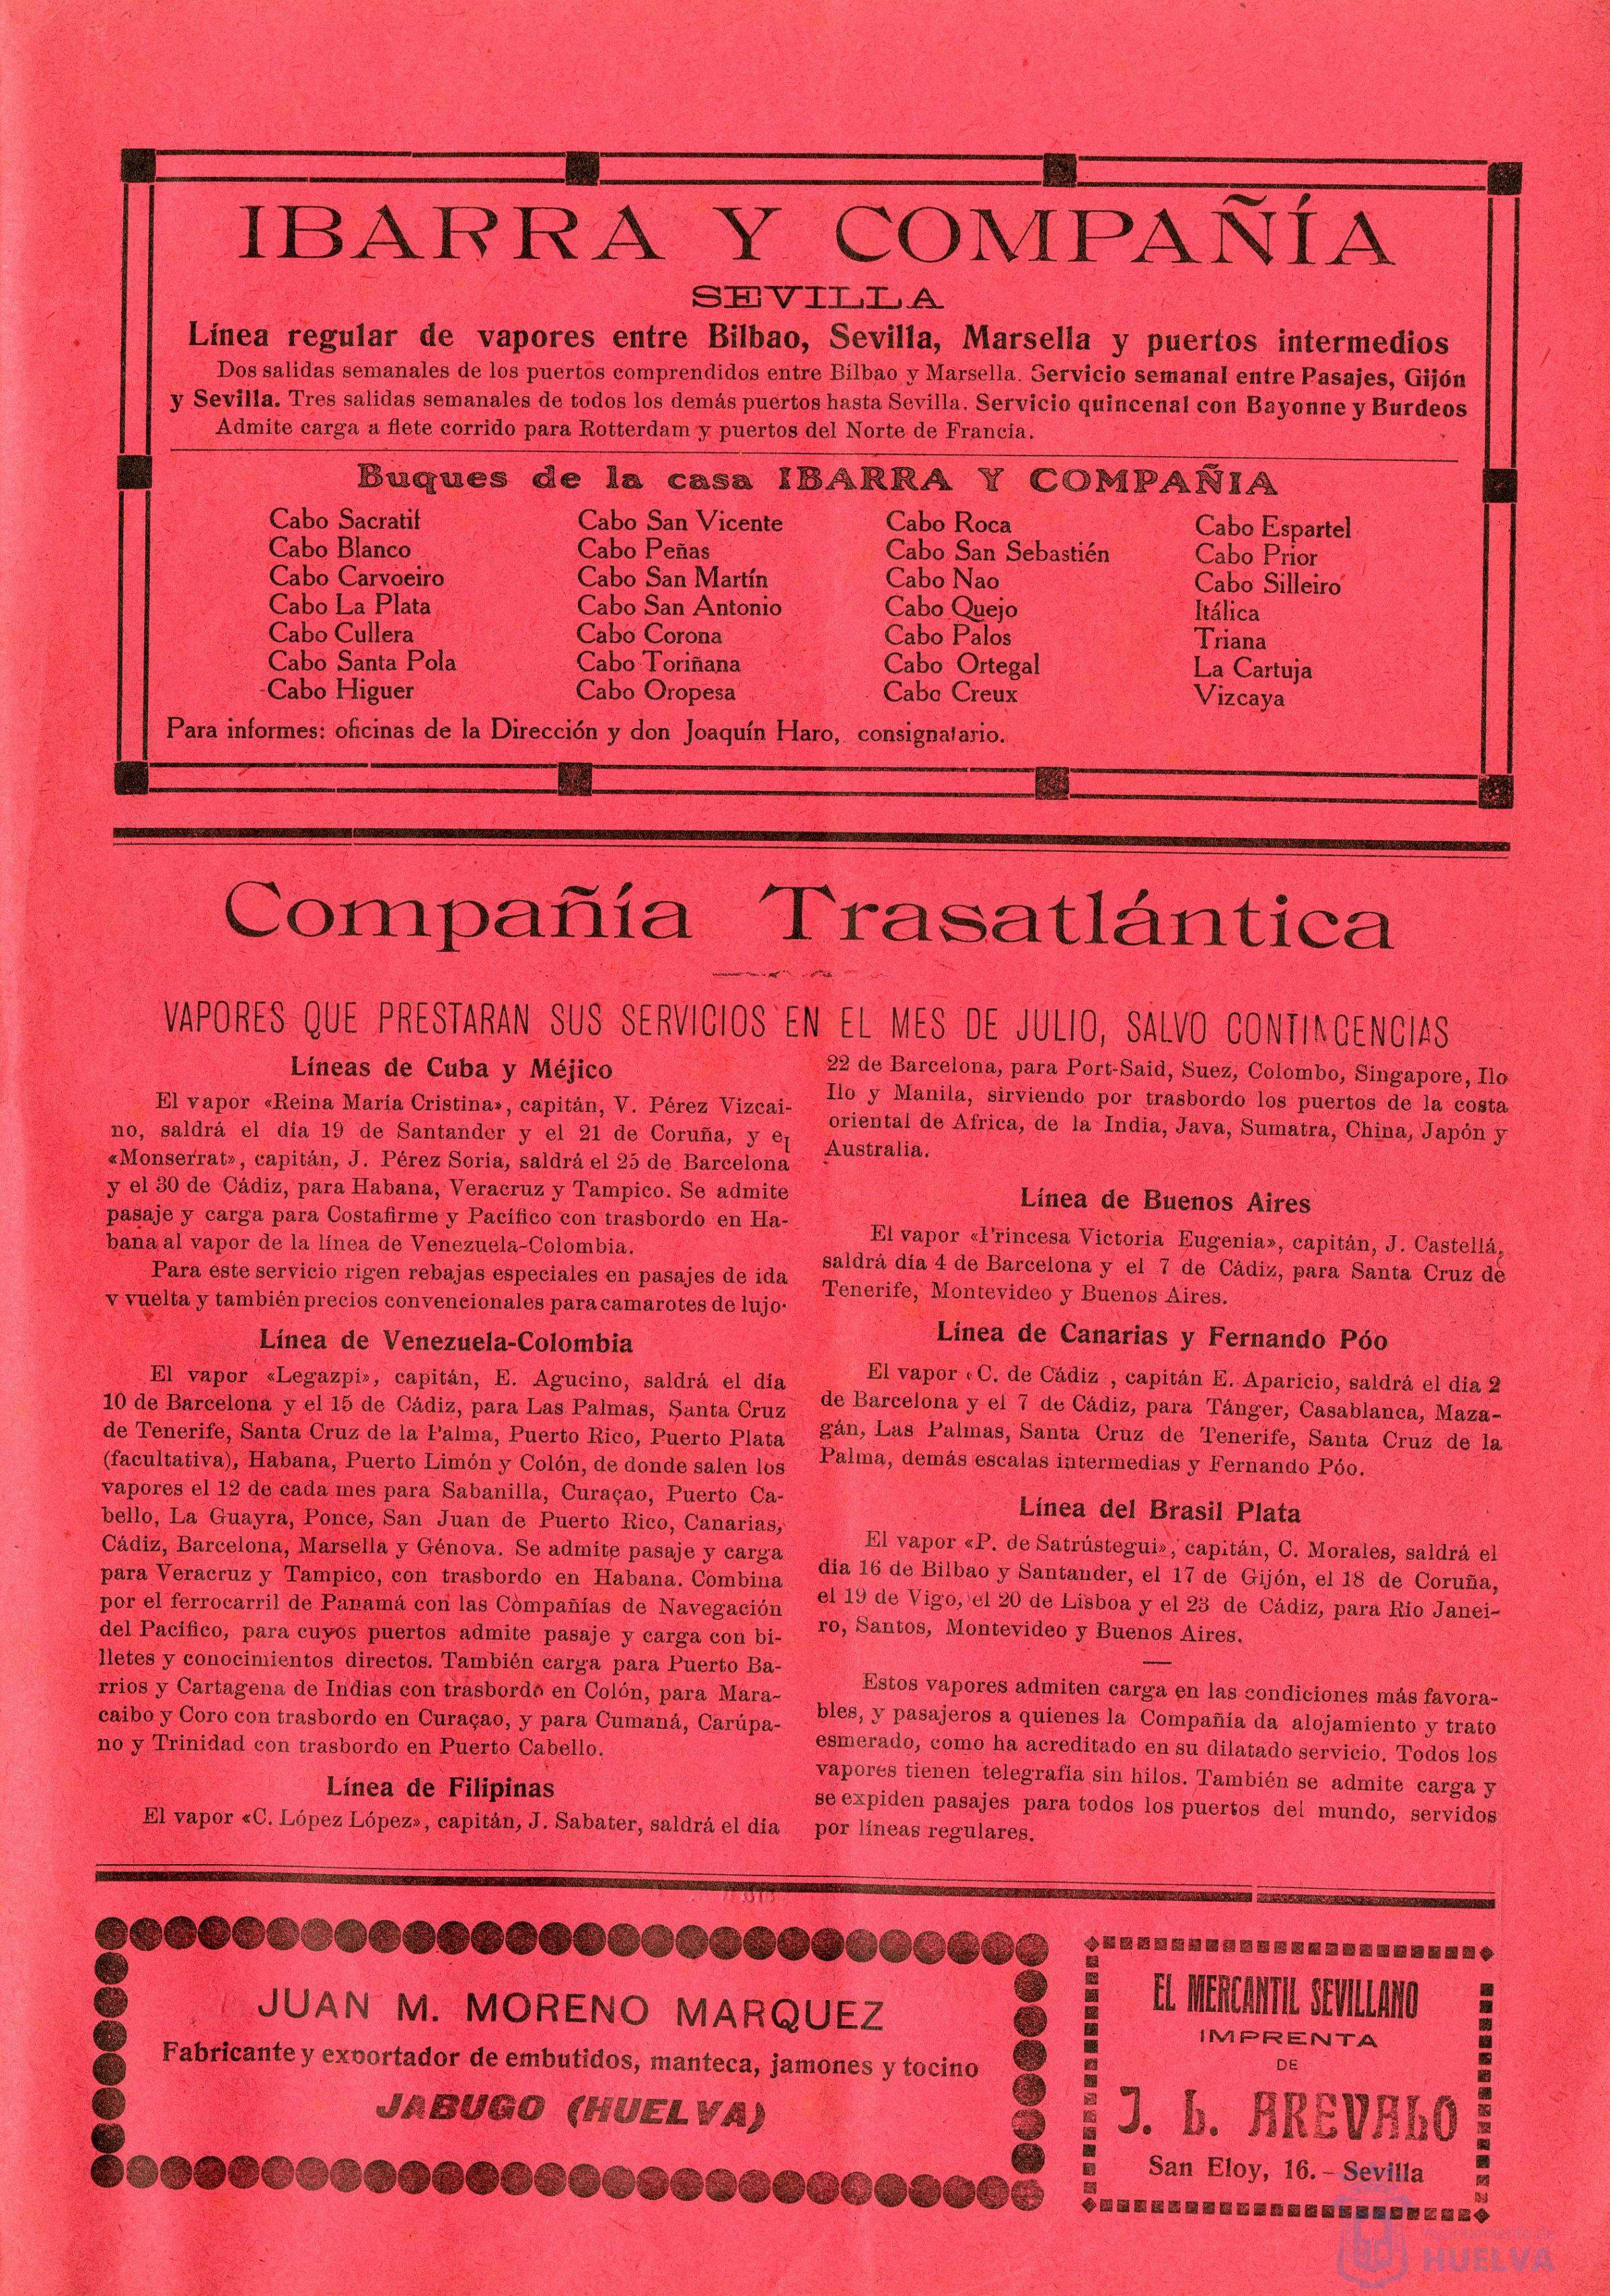 IBARRA Y COMPAÑÍA
SEVILLA
Línea regular de vapores entre Bilbao, Sevilla, Marsella y puertos intermedios
Dos salidas semanales de los puertos comprendidos entre Bilbao y Marsella. Servicio semanal entre Pasajes, Gijón
y Sevilla. Tres salidas semanales de todos los demás puertos hasta Sevilla. Servicio quincenal con Bayonne y Burdeos
Admite carga a flete corrido para Rotterdam y puertos del Norte de Francia.
Buques de la casa IBARRA Y COMPAÑIA
Cabo Sacratif
Cabo Blanco
Cabo Carvoeiro
Cabo La Plata
Cabo Cullera
Cabo Santa Pola
Cabo Higuer
Cabo San Vicente
Cabo Peñas
Cabo San Martín
Cabo San Antonio
Cabo Corona
Cabo Toriñana
Cabo Oropesa
Cabo Roca
Cabo San Sebastién
Cabo Nao
Cabo Quejo
Cabo Palos
Cabo Ortegal
Cabo Creux
Cabo Espartel
Cabo Prior
Cabo Silleiro
Itálica
Triana
La Cartuja
Vizcaya
Para informes: oficinas de la Dirección y don Joaquín Haro, consignatario.
Compañía Trasatlántica
VAPORES QUE PRESTARAN SUS SERVICIOS EN EL MES DE JULIO, SALVO CONTINGENCIAS
Líneas de Cuba y Méjico
El vapor «Reina María Cristina», capitán, V. Pérez Vizcai-
no, saldrá el día 19 de Santander y el 21 de Coruña, y el
«Monserrat», capitán, J. Pérez Soria, saldrá el 25 de Barcelona
y el 30 de Cádiz, para Habana, Veracruz y Tampico. Se admite
pasaje y carga para Costafirme y Pacífico con trasbordo en Ha-
bana al vapor de la línea de Venezuela-Colombia.
Para este servicio rigen rebajas especiales en pasajes de ida
y vuelta y también precios convencionales para camarotes de lujo.
Línea de Venezuela-Colombia
El vapor «Legazpi», capitán, E. Agucino, saldrá el día
10 de Barcelona y el 15 de Cádiz, para Las Palmas, Santa Cruz
de Tenerife, Santa Cruz de la Palma, Puerto Rico, Puerto Plata
(facultativa), Habana, Puerto Limón y Colón, de donde salen los
vapores el 12 de cada mes para Sabanilla, Curaçao, Puerto Ca-
bello, La Guayra, Ponce, San Juan de Puerto Rico, Canarias,
Cádiz, Barcelona, Marsella y Génova. Se admite pasaje y carga
para Veracruz y Tampico, con trasbordo en Habana. Combina
por el ferrocarril de Panamá con las Còmpañías de Navegación
del Pacífico, para cuyos puertos admite pasaje y carga con bi-
lletes y conocimientos directos. También carga para Puerto Ba-
rrios y Cartagena de Indias con trasbordo en Colón, para Mara-
caibo y Coro con trasbordo en Curaçao, y para Cumaná, Carúpa-
no y Trinidad con trasbordo en Puerto Cabello.
Línea de Filipinas
El vapor «C. López López», capitán, J. Sabater, saldrá el día
22 de Barcelona, para Port-Said, Suez, Colombo, Singapore, Ilo
Ilo y Manila, sirviendo por trasbordo los puertos de la costa
oriental de Africa, de la India, Java, Sumatra, China, Japón y
Australia.
Línea de Buenos Aires
El vapor «Princesa Victoria Eugenia», capitán, J. Castellá,
saldrá día 4 de Barcelona y el 7 de Cádiz, para Santa Cruz de
Tenerife, Montevideo y Buenos Aires.
Línea de Canarias y Fernando Póo
El vapor «C. de Cádiz , capitán E. Aparicio, saldrá el día 2
de Barcelona y el 7 de Cádiz, para Tánger, Casablanca, Maza-
gán, Las Palmas, Santa Cruz de Tenerife, Santa Cruz de la
Palma, demás escalas intermedias y Fernando Póo.
Línea del Brasil Plata
El vapor «P. de Satrústegui», capitán, C. Morales, saldrá el
dia 16 de Bilbao y Santander, el 17 de Gijón, el 18 de Coruña,
el 19 de Vigo, el 20 de Lisboa y el 23 de Cádiz, para Rio Janei-
ro, Santos, Montevideo y Buenos Aires.
Estos vapores admiten carga en las condiciones más favora-
bles, y pasajeros a quienes la Compañía da alojamiento y trato
esmerado, como ha acreditado en su dilatado servicio. Todos los
vapores tienen telegrafía sin hilos. También se admite carga y
se expiden pasajes para todos los puertos del mundo, servidos
por líneas regulares.
JUAN M. MORENO MARQUEZ
Fabricante y exportador de embutidos, manteca, jamones y tocino
JABUGO (HUELVA)
EL MERCANTIL SEVILLANO
IMPRENTA
DE
J. L. AREVALO
San Eloy, 16.- Sevilla
Ayuntamiento de
HUELVA